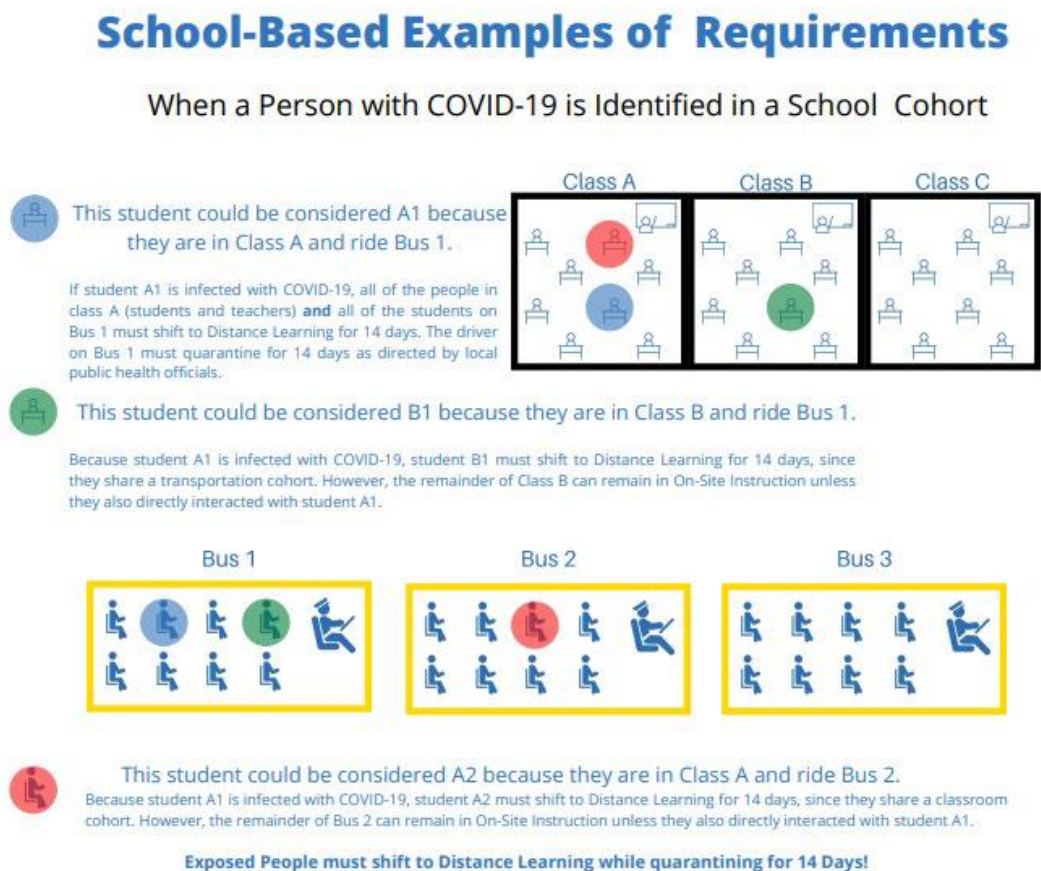 School-Based Examples of Requirements
When a Person with COVID-19 is Identified in a School Cohort
Class A
Class B
Class C
This student could be considered A1 because
they are in Class A and ride Bus 1.
If student A1 is infected with COVID-19, all of the people in
class A (students and teachers) and all of the students on
Bus 1 must shift to Distance Learning for 14 days. The driver
on Bus 1 must quarantine for 14 days as directed by local
public health officials.
This student could be considered B1 because they are in Class B and ride Bus 1.
Because student A1 is infected with COVID-19, student B1 must shift to Distance Learning for 14 days, since
they share a transportation cohort. However, the remainder of Class B can remain in On-Site Instruction unless
they also directly interacted with student A1.
Bus 1
Bus 2
Bus 3
This student could be considered A2 because they are in Class A and ride Bus 2.
Because student A1 is infected with COVID-19, student A2 must shift to Distance Learning for 14 days, since they share a classroom
cohort. However, the remainder of Bus 2 can remain in On-Site Instruction unless they also directly interacted with student A1.
Exposed People must shift to Distance Learning while quarantining for 14 Days!